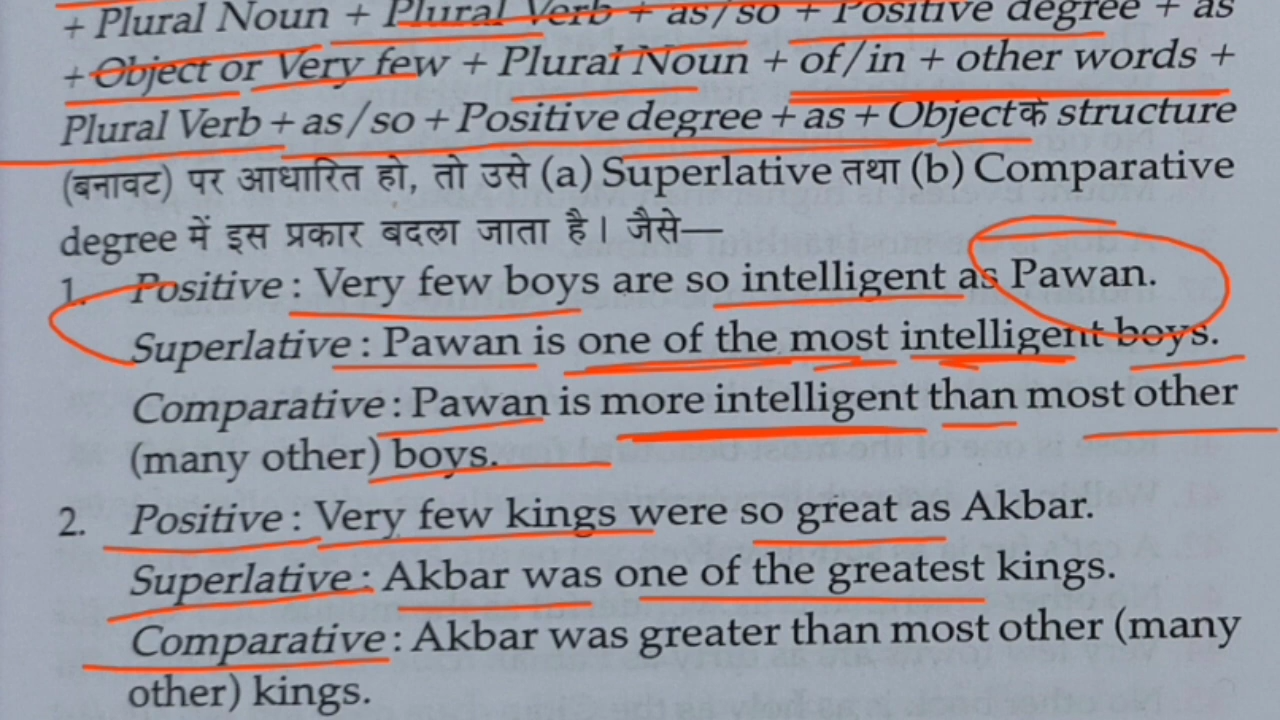 + Plural Noun + Plural Verb + as/so + Positive degree + as
+ Object or Very few + Plural Noun + of/in + other words +
Plural Verb + as/so + Positive degree + as + Object के structure
(बनावट) पर आधारित हो, तो उसे (a) Superlative तथा (b) Comparative
degree में इस प्रकार बदला जाता है। जैसे—
1. Positive : Very few boys are so intelligent as Pawan.
Superlative : Pawan is one of the most intelligent boys.
Comparative : Pawan is more intelligent than most other
(many other) boys.
2. Positive : Very few kings were so great as Akbar.
Superlative : Akbar was one of the greatest kings.
Comparative : Akbar was greater than most other (many
other) kings.